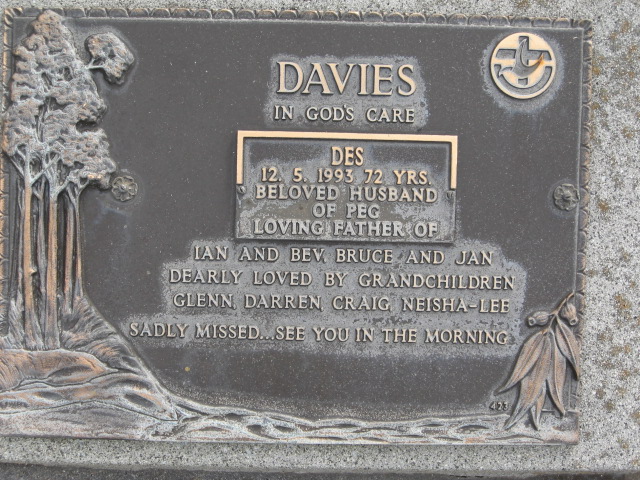 DAVIES
IN GOD'S CARE
DES
12. 5. 1993 72 YRS.
BELOVED HUSBAND
OF PEG
LOVING FATHER OF
IAN AND BEV, BRUCE AND JAN
DEARLY LOVED BY GRANDCHILDREN
GLENN, DARREN, CRAIG, NEISHA-LEE
SADLY MISSED...SEE YOU IN THE MORNING